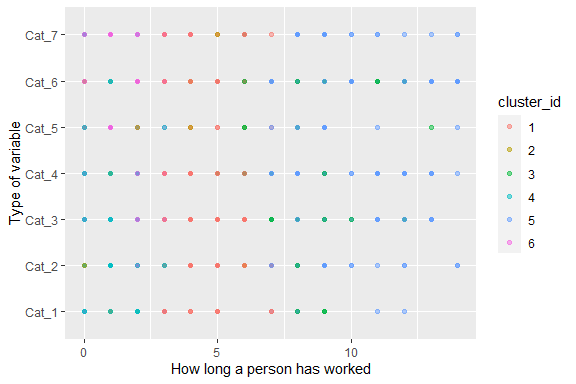 Cat_7
Cat_6
Cat_5
Cat_4
Cat_3
Cat_2
Cat_1
Type of variable
0 5 10
How long a person has worked
cluster_id
1
2
3
4
5
6